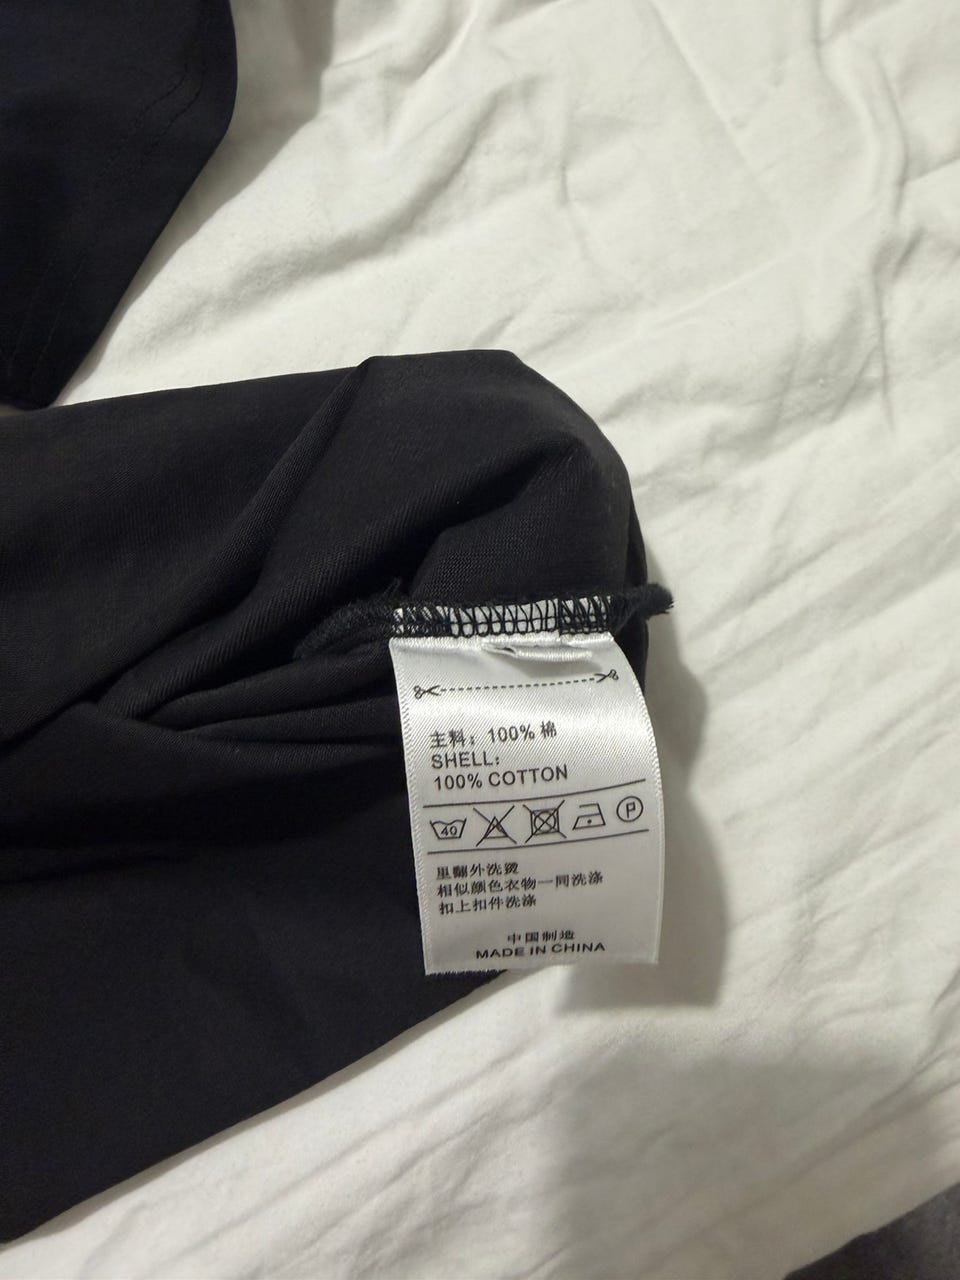 主料：100% 棉
SHELL:
100% COTTON
40 P
里翻外洗烫
相似颜色衣物一同洗涤
扣上扣件洗涤
中国制造
MADE IN CHINA